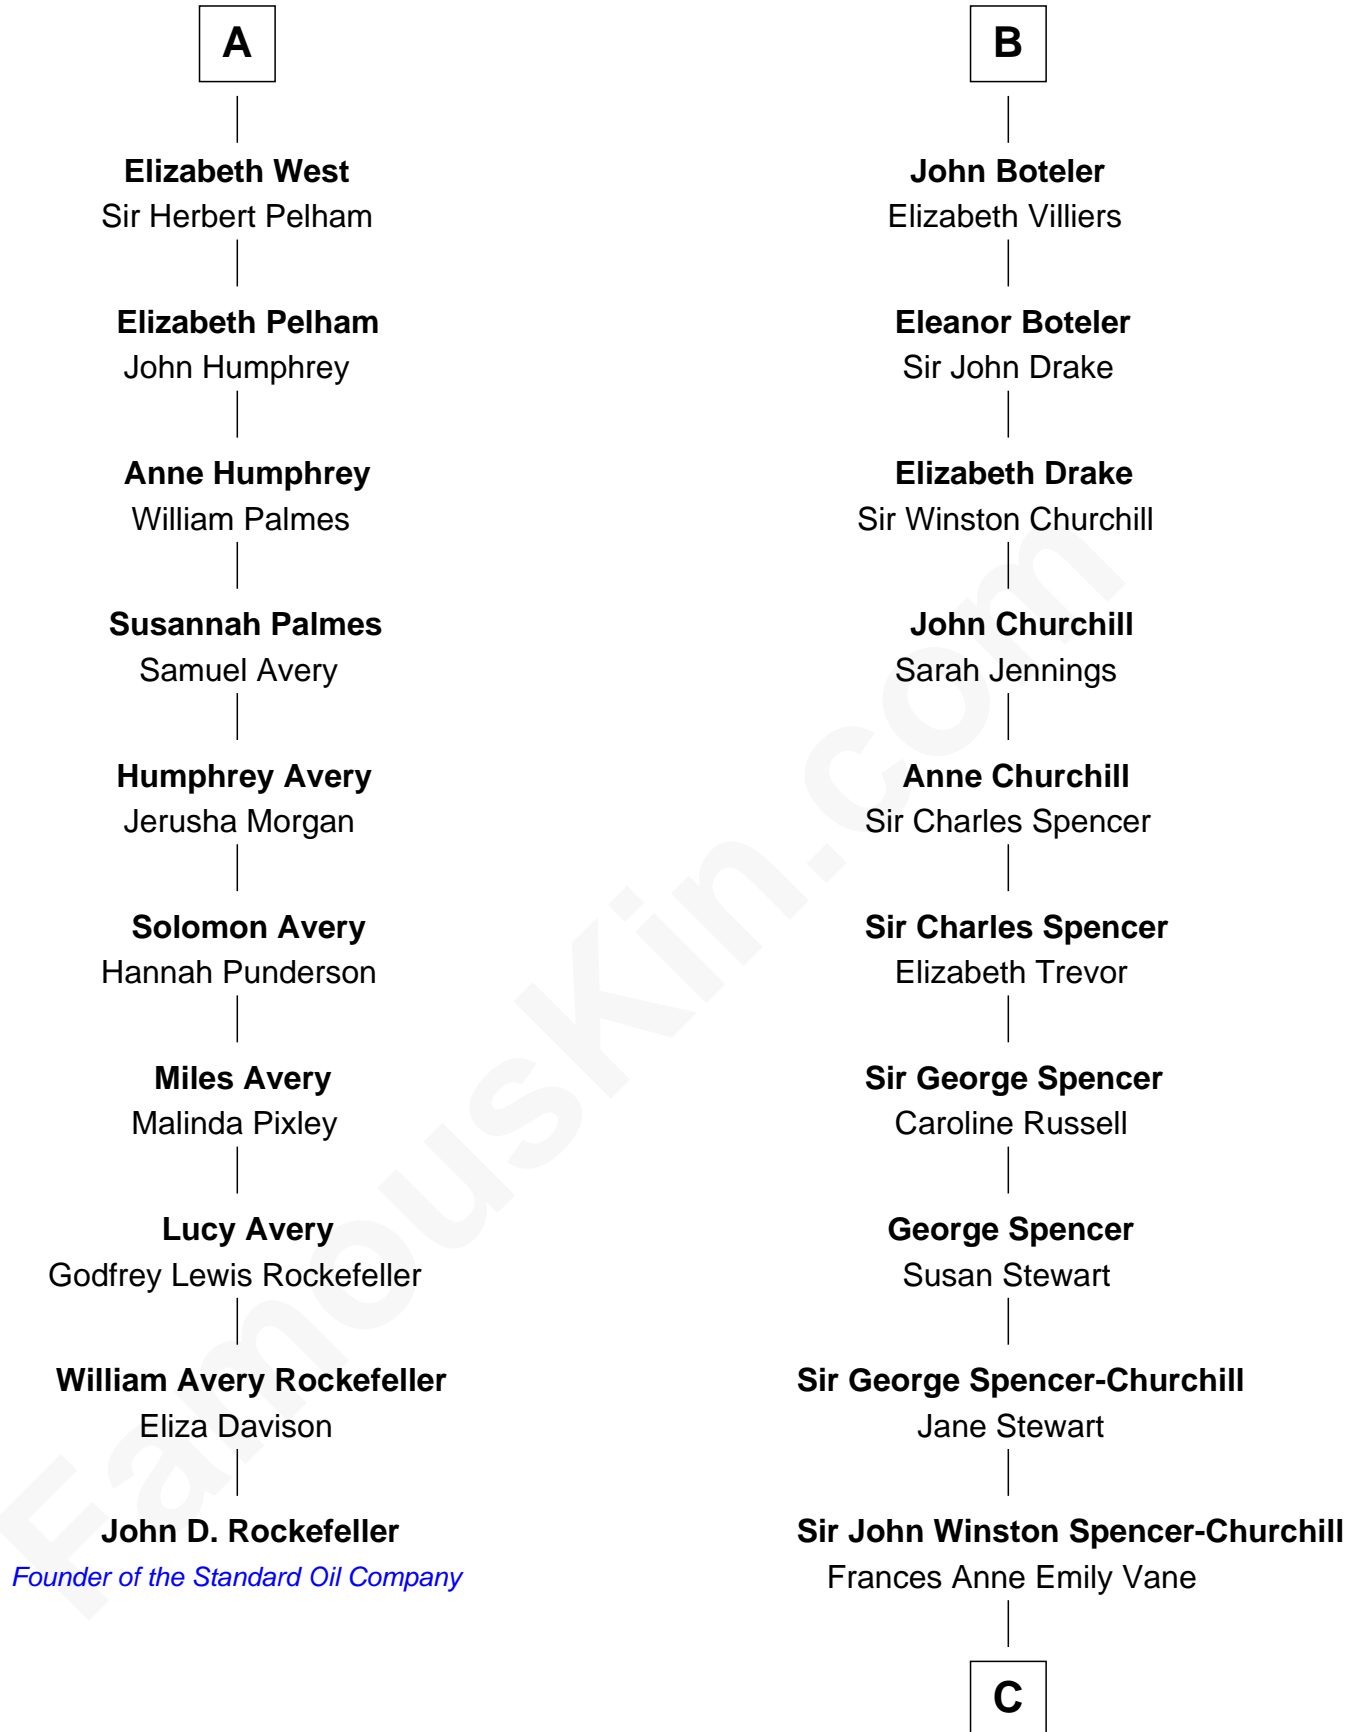 A
Elizabeth West
Sir Herbert Pelham
Elizabeth Pelham
John Humphrey
Anne Humphrey
William Palmes
Susannah Palmes
Samuel Avery
Humphrey Avery
Jerusha Morgan
Solomon Avery
Hannah Punderson
Miles Avery
Malinda Pixley
Lucy Avery
Godfrey Lewis Rockefeller
William Avery Rockefeller
Eliza Davison
John D. Rockefeller
Founder of the Standard Oil Company
B
John Boteler
Elizabeth Villiers
Eleanor Boteler
Sir John Drake
Elizabeth Drake
Sir Winston Churchill
John Churchill
Sarah Jennings
Anne Churchill
Sir Charles Spencer
Sir Charles Spencer
Elizabeth Trevor
Sir George Spencer
Caroline Russell
George Spencer
Susan Stewart
Sir George Spencer-Churchill
Jane Stewart
Sir John Winston Spencer-Churchill
Frances Anne Emily Vane
C
FamousKin.com